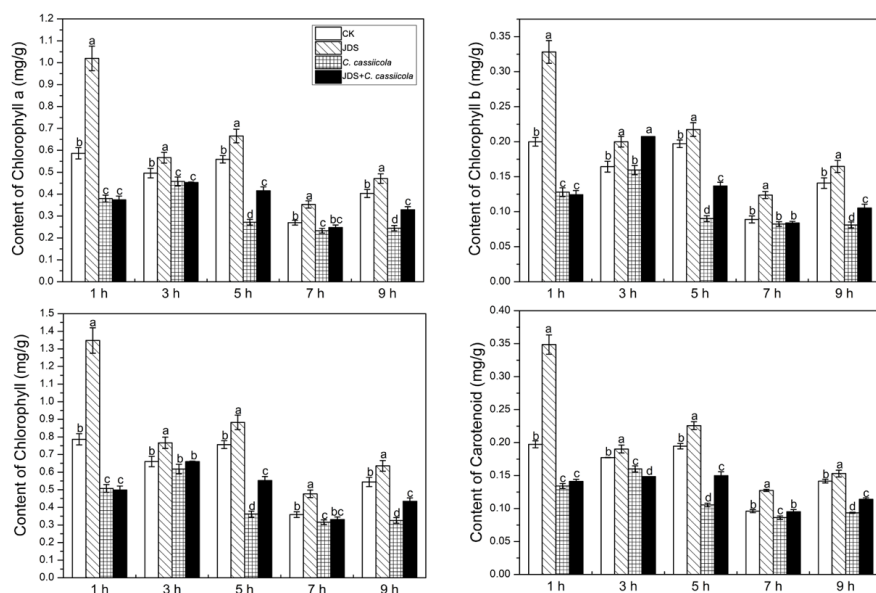 Content of Chlorophyll a (mg/g)
1.2
1.1
1.0
0.9
0.8
0.7
0.6
0.5
0.4
0.3
0.2
0.1
0.0
CK
JDS
C. cassiicola
JDS+C. cassiicola
b a c c
b a c c
b a d c
b a c bc
b a d c
1 h 3 h 5 h 7 h 9 h
Content of Chlorophyll b (mg/g)
0.35
0.30
0.25
0.20
0.15
0.10
0.05
0.00
b a c c
b a b a
b a d c
b a b b
b a d c
1 h 3 h 5 h 7 h 9 h
Content of Chlorophyll (mg/g)
1.5
1.4
1.3
1.2
1.1
1.0
0.9
0.8
0.7
0.6
0.5
0.4
0.3
0.2
0.1
0.0
b a c c
b a b b
b a d c
b a c bc
b a d c
1 h 3 h 5 h 7 h 9 h
Content of Carotenoid (mg/g)
0.40
0.35
0.30
0.25
0.20
0.15
0.10
0.05
0.00
b a c c
b a c d
b a d c
b a c b
b a d c
1 h 3 h 5 h 7 h 9 h